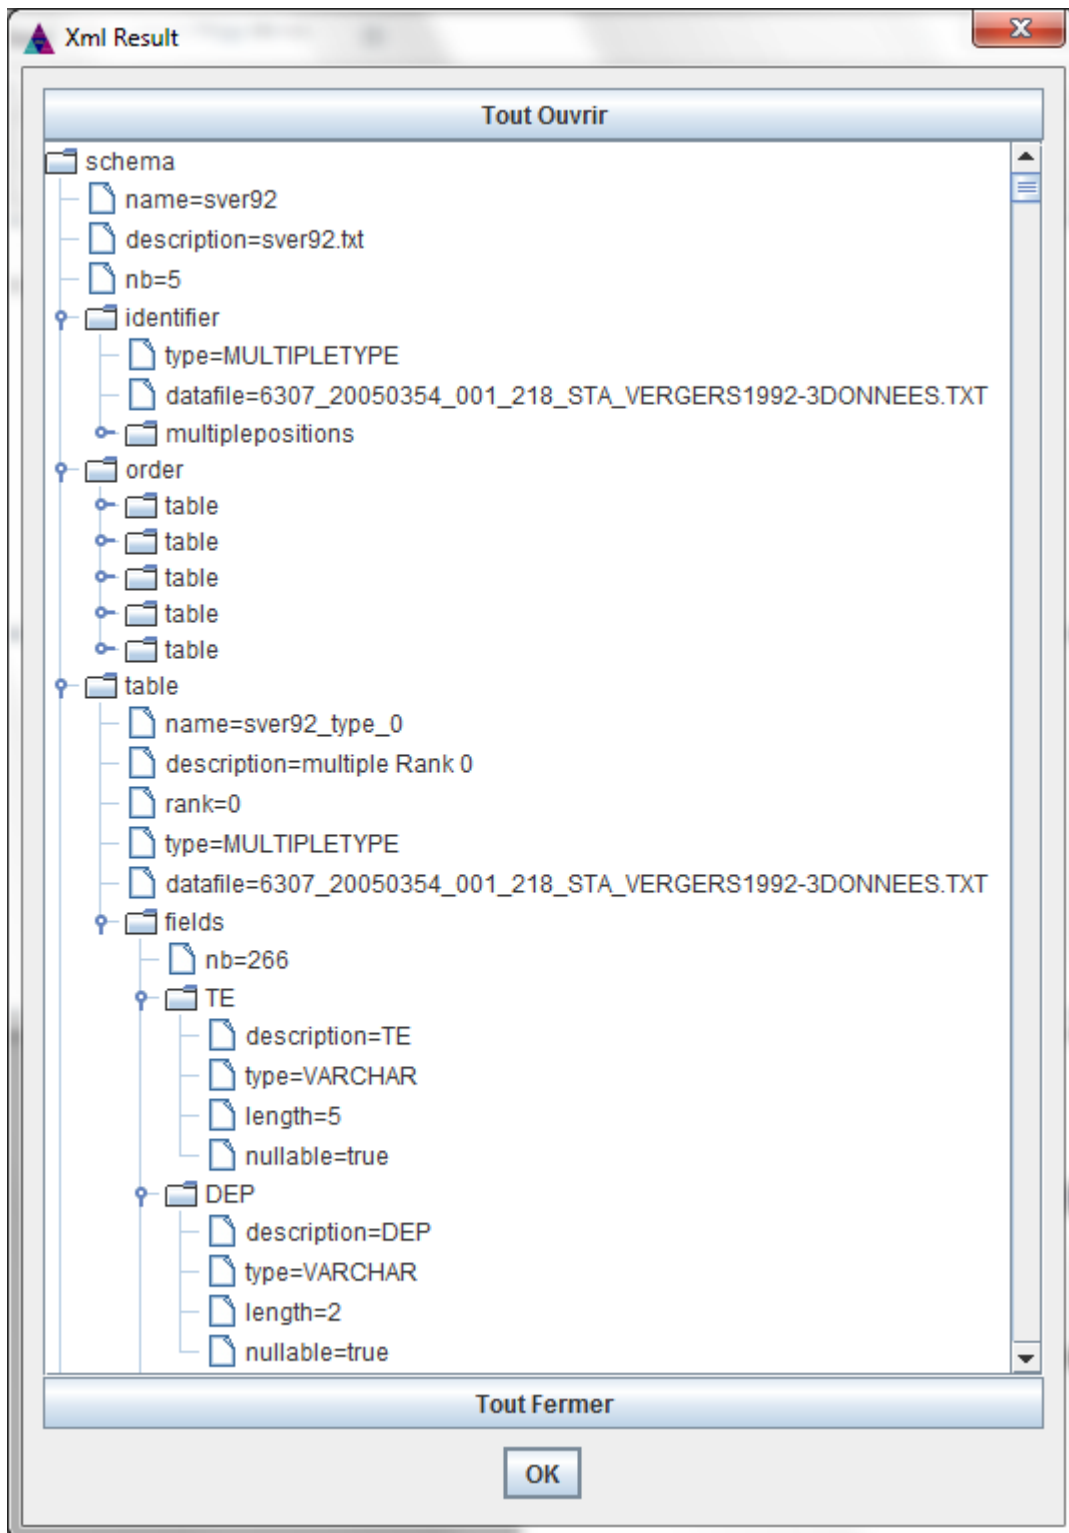 Xml Result
Tout Ouvrir
schema
name=sver92
description=sver92.txt
nb=5
identifier
type=MULTIPLETYPE
datafile=6307_20050354_001_218_STA_VERGERS1992-3DONNEES.TXT
multiplepositions
order
table
table
table
table
table
table
name=sver92_type_0
description=multiple Rank 0
rank=0
type=MULTIPLETYPE
datafile=6307_20050354_001_218_STA_VERGERS1992-3DONNEES.TXT
fields
nb=266
TE
description=TE
type=VARCHAR
length=5
nullable=true
DEP
description=DEP
type=VARCHAR
length=2
nullable=true
Tout Fermer
OK